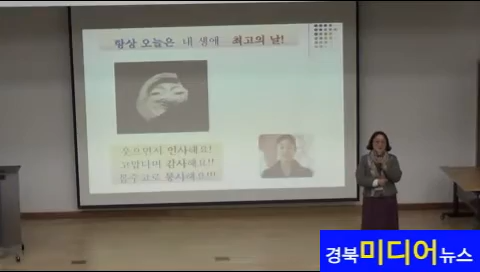 항상 오늘은 내 생애 최고의 날!
웃으면서 인사해요!
고맙다며 감사해요!!
몸수고로 봉사해요!!!
경북미디어뉴스